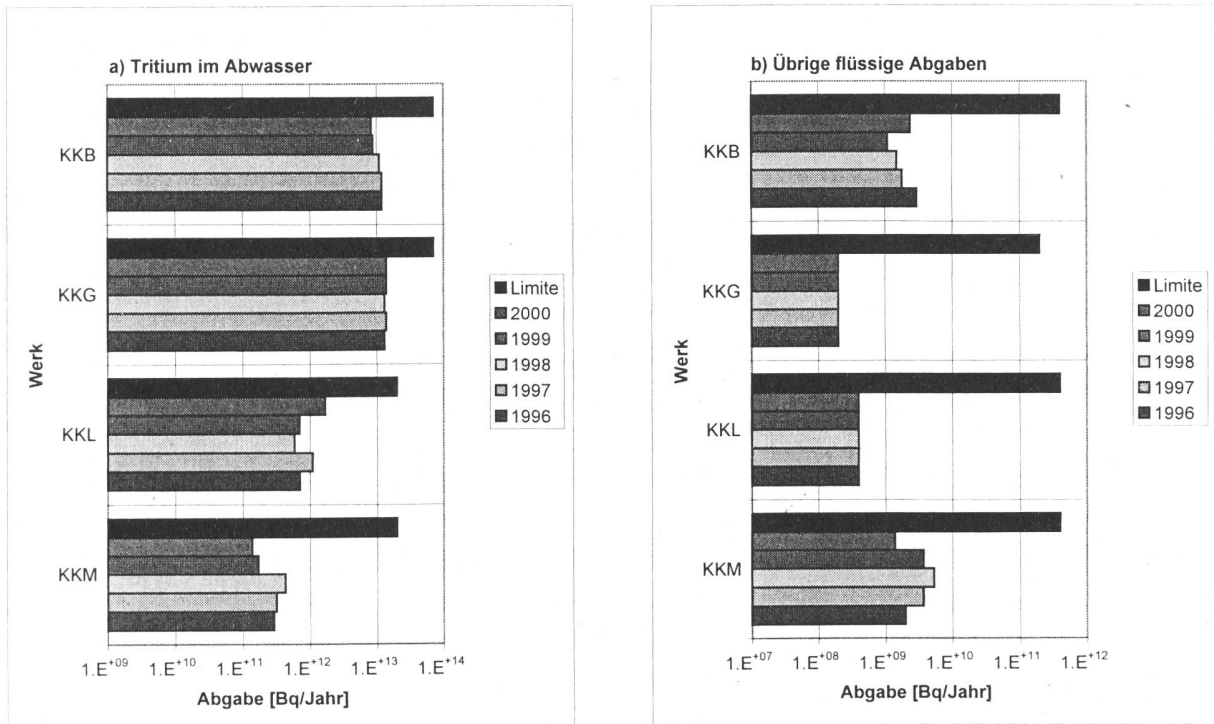 a) Tritium im Abwasser
KKB
KKG
KKL
KKM
Werk
1.E+09 1.E+10 1.E+11 1.E+12 1.E+13 1.E+14
Abgabe [Bq/Jahr]
Limite
2000
1999
1998
1997
1996
b) Übrige flüssige Abgaben
KKB
KKG
KKL
KKM
Werk
1.E+07 1.E+08 1.E+09 1.E+10 1.E+11 1.E+12
Abgabe [Bq/Jahr]
Limite
2000
1999
1998
1997
1996